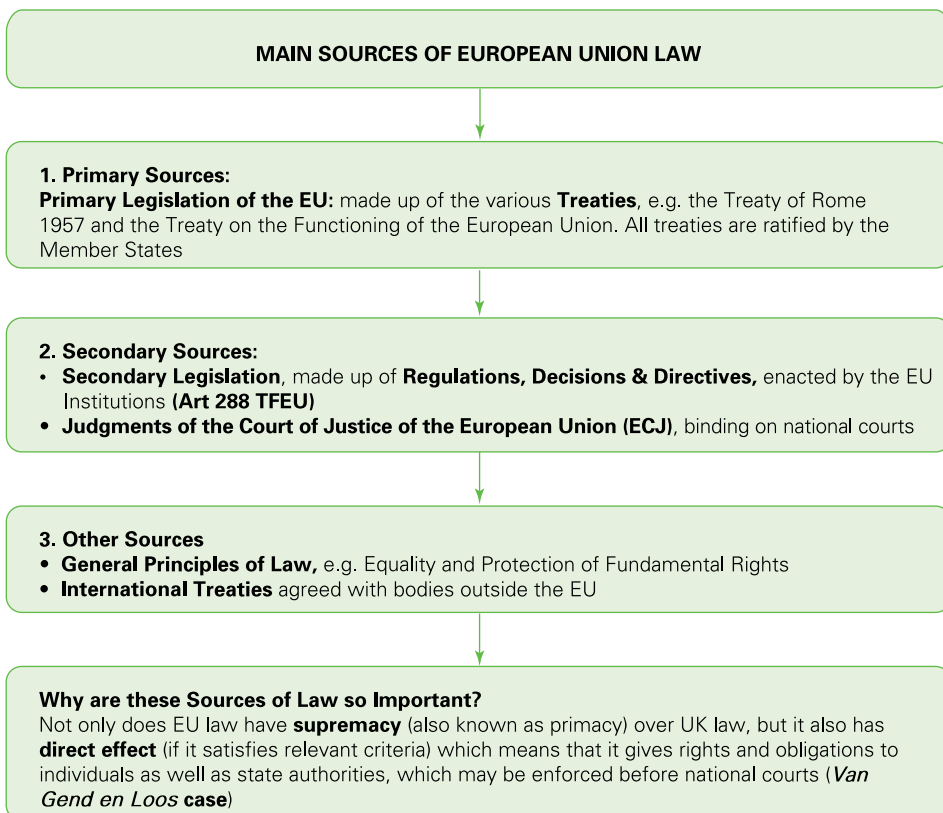 MAIN SOURCES OF EUROPEAN UNION LAW
1. Primary Sources:
Primary Legislation of the EU: made up of the various Treaties, e.g. the Treaty of Rome
1957 and the Treaty on the Functioning of the European Union. All treaties are ratified by the
Member States
2. Secondary Sources:
• Secondary Legislation, made up of Regulations, Decisions & Directives, enacted by the EU
Institutions (Art 288 TFEU)
• Judgments of the Court of Justice of the European Union (ECJ), binding on national courts
3. Other Sources
• General Principles of Law, e.g. Equality and Protection of Fundamental Rights
• International Treaties agreed with bodies outside the EU
Why are these Sources of Law so Important?
Not only does EU law have supremacy (also known as primacy) over UK law, but it also has
direct effect (if it satisfies relevant criteria) which means that it gives rights and obligations to
individuals as well as state authorities, which may be enforced before national courts (Van
Gend en Loos case)